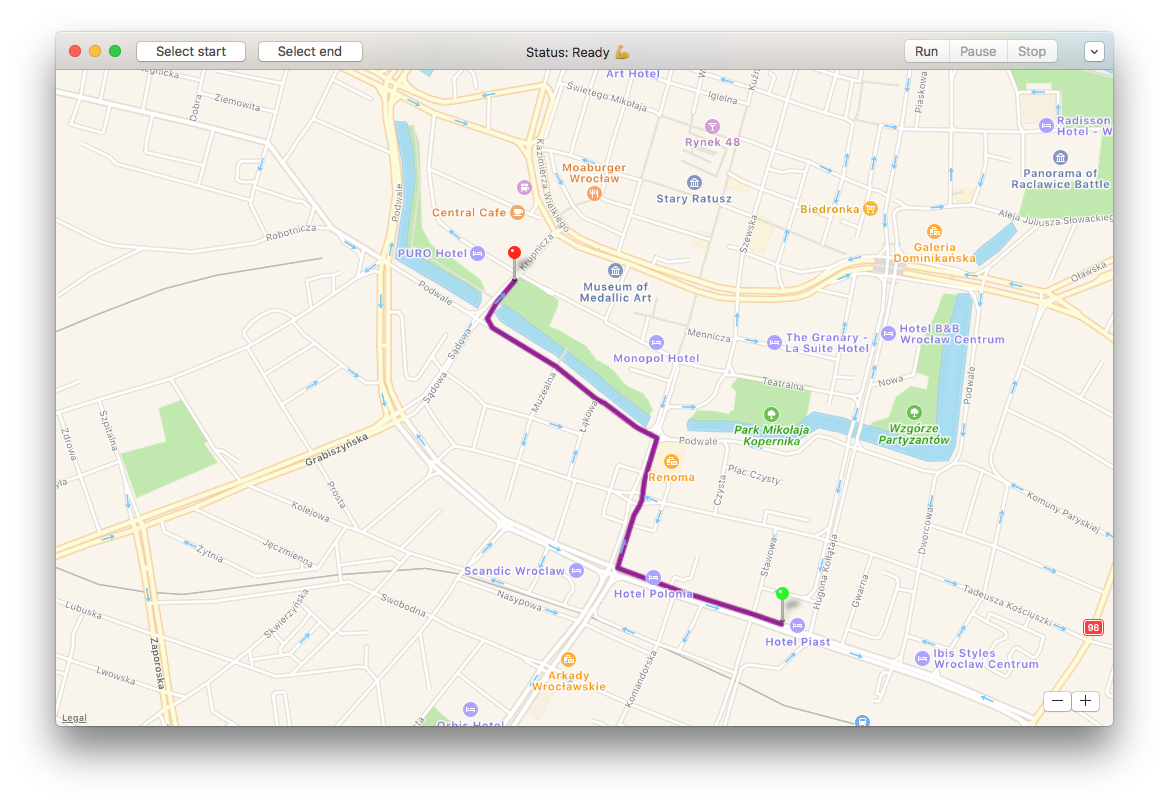 Select start
Select end
Status: Ready 💪
Run
Pause
Stop
Art Hotel
Ziemowita
Dobra
Świętego Mikołaja
Igielna
Piaskowa
Radisson
Hotel - W
Rynek 48
Panorama of
Raclawice Battle
Moaburger
Wrocław
Kazimierza Wielkiego
Stary Ratusz
Podwale
Central Cafe
Biedronka
Aleja Juliusza Słowackiego
Szewska
Robotnicza
Krupnicza
PURO Hotel
Galeria
Dominikańska
Oławska
Museum of
Medallic Art
Podwale
Sądowa
Mennicza
The Granary -
La Suite Hotel
Hotel B&B
Wrocław Centrum
Monopol Hotel
Teatralna
Nowa
Podwale
Sądowa
Muzealna
Łąkowa
Szpitalna
Zdrowa
Park Mikołaja
Kopernika
Wzgórze
Partyzantów
Grabiszyńska
Podwale
Renoma
Plac Czysty
Czysta
Prosta
Kolejowa
Komuny Paryskiej
Dworcowa
Żytnia
Jęczmienna
Stawowa
Hugona Kołłątaja
Gwarna
Scandic Wroclaw
Hotel Polonia
Tadeusza Kościuszki
Lubuska
Skwierzyńska
Swobodna
Nasypowa
98
Hotel Piast
Zaporoska
Ibis Styles
Wroclaw Centrum
Komandorska
Lwowska
Arkady
Wrocławskie
Legal
Orbis Hotel